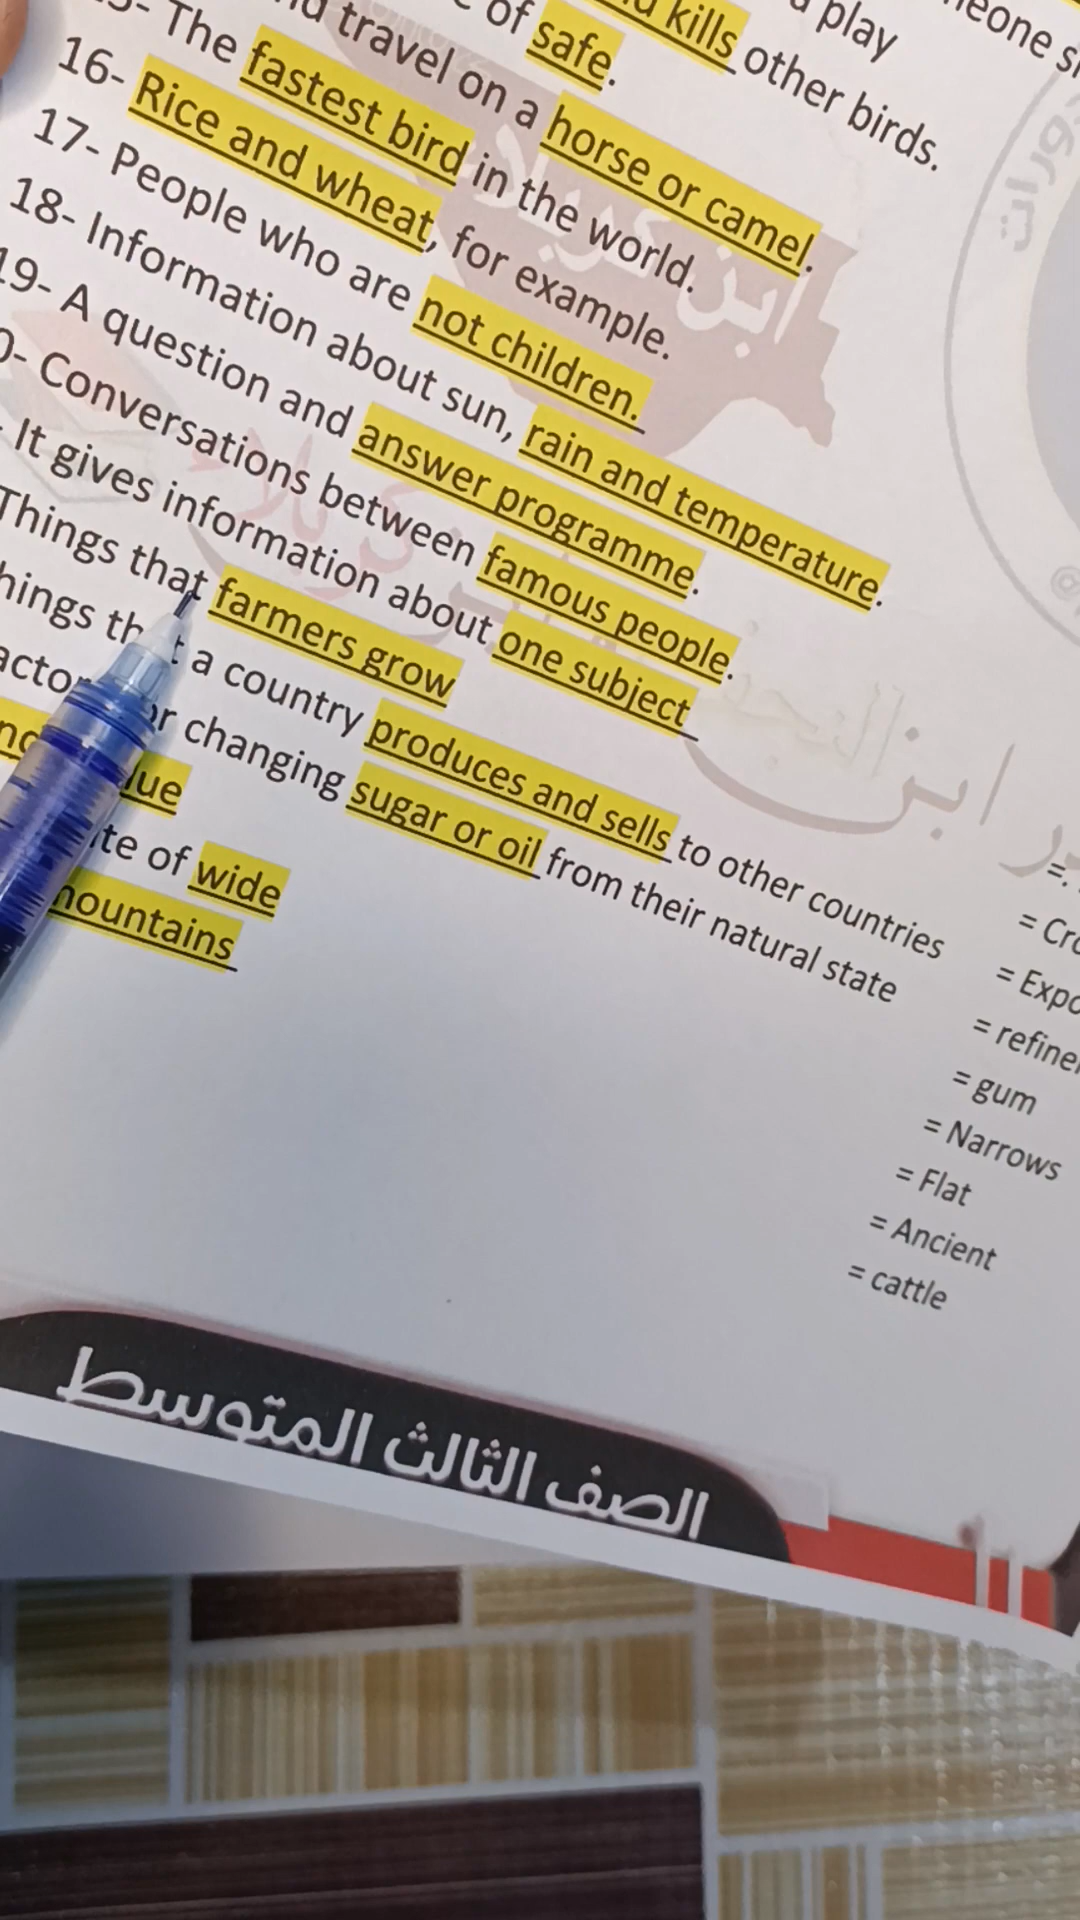 play
kills other birds.
of safe.
travel on a horse or camel.
The fastest bird in the world.
16- Rice and wheat, for example.
17- People who are not children.
18- Information about sun, rain and temperature.
19- A question and answer programme.
Conversations between famous people.
It gives information about one subject
Things that farmers grow
a country produces and sells to other countries
changing sugar or oil from their natural state
of wide
mountains
= Cro
= Expo
= refine
= gum
= Narrows
= Flat
= Ancient
= cattle
ابن كربلاء
الصف الثالث المتوسط